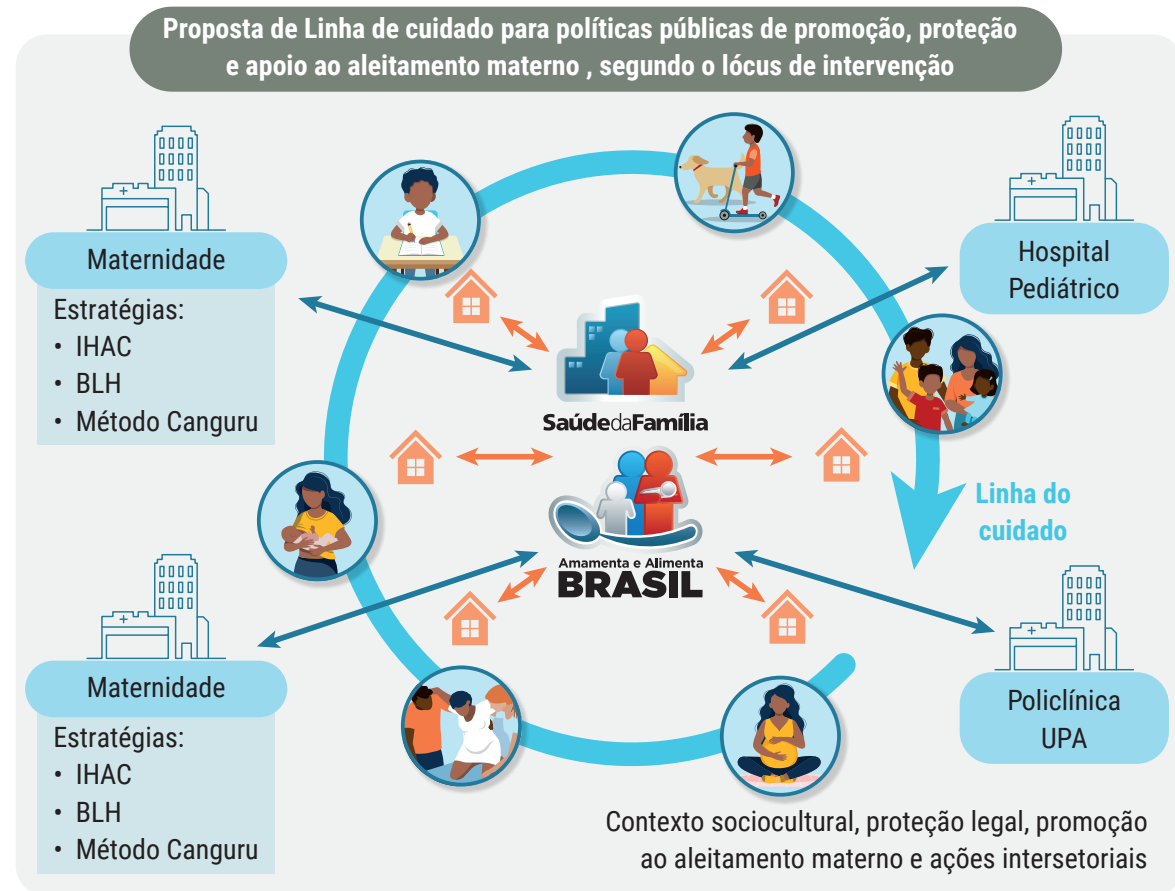 Proposta de Linha de cuidado para políticas públicas de promoção, proteção
e apoio ao aleitamento materno , segundo o lócus de intervenção
Maternidade
Estratégias:
• IHAC
• BLH
• Método Canguru
Hospital
Pediátrico
SaúdedaFamília
Amamenta e Alimenta
BRASIL
Linha do
cuidado
Maternidade
Estratégias:
• IHAC
• BLH
• Método Canguru
Policlínica
UPA
Contexto sociocultural, proteção legal, promoção
ao aleitamento materno e ações intersetoriais